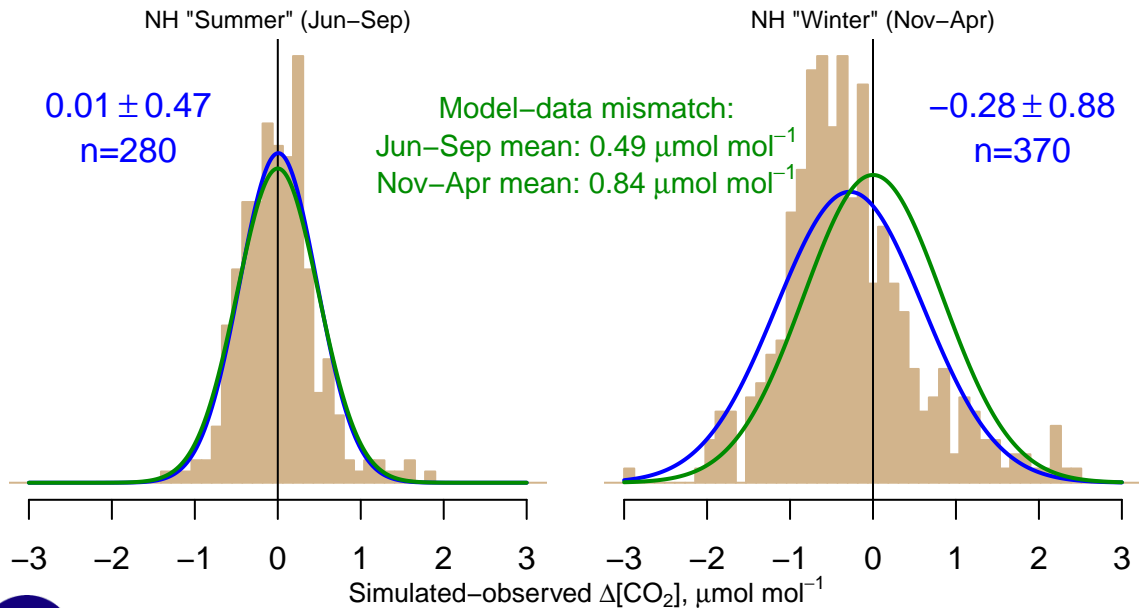 NH "Summer" (Jun−Sep)
NH "Winter" (Nov−Apr)
0.01 ± 0.47
n=280
Model−data mismatch:
Jun−Sep mean: 0.49 μmol mol⁻¹
Nov−Apr mean: 0.84 μmol mol⁻¹
−0.28 ± 0.88
n=370
−3 −2 −1 0 1 2 3
−3 −2 −1 0 1 2 3
Simulated−observed Δ[CO₂], μmol mol⁻¹